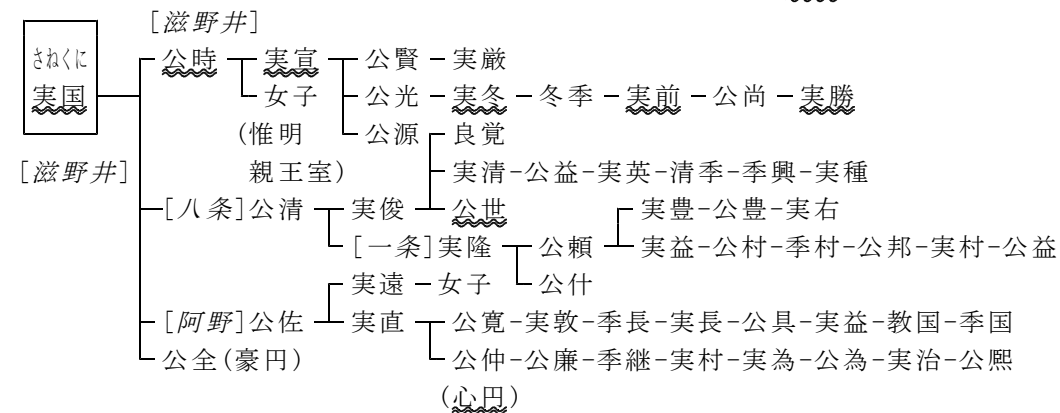 [滋野井]
さねくに
実国 公時 実宣 公賢－実厳
女子 公光－実冬－冬季－実前－公尚－実勝
(惟明 公源 良覚
[滋野井] 親王室) 実清－公益－実英－清季－季興－実種
[八条]公清 実俊 公世 実豊－公豊－実右
[一条]実隆 公頼 実益－公村－季村－公邦－実村－公益
実遠－女子 公什
[阿野]公佐 実直 公寛－実敦－季長－実長－公具－実益－教国－季国
公全(豪円) 公仲－公廉－季継－実村－実為－公為－実治－公熈
(心円)